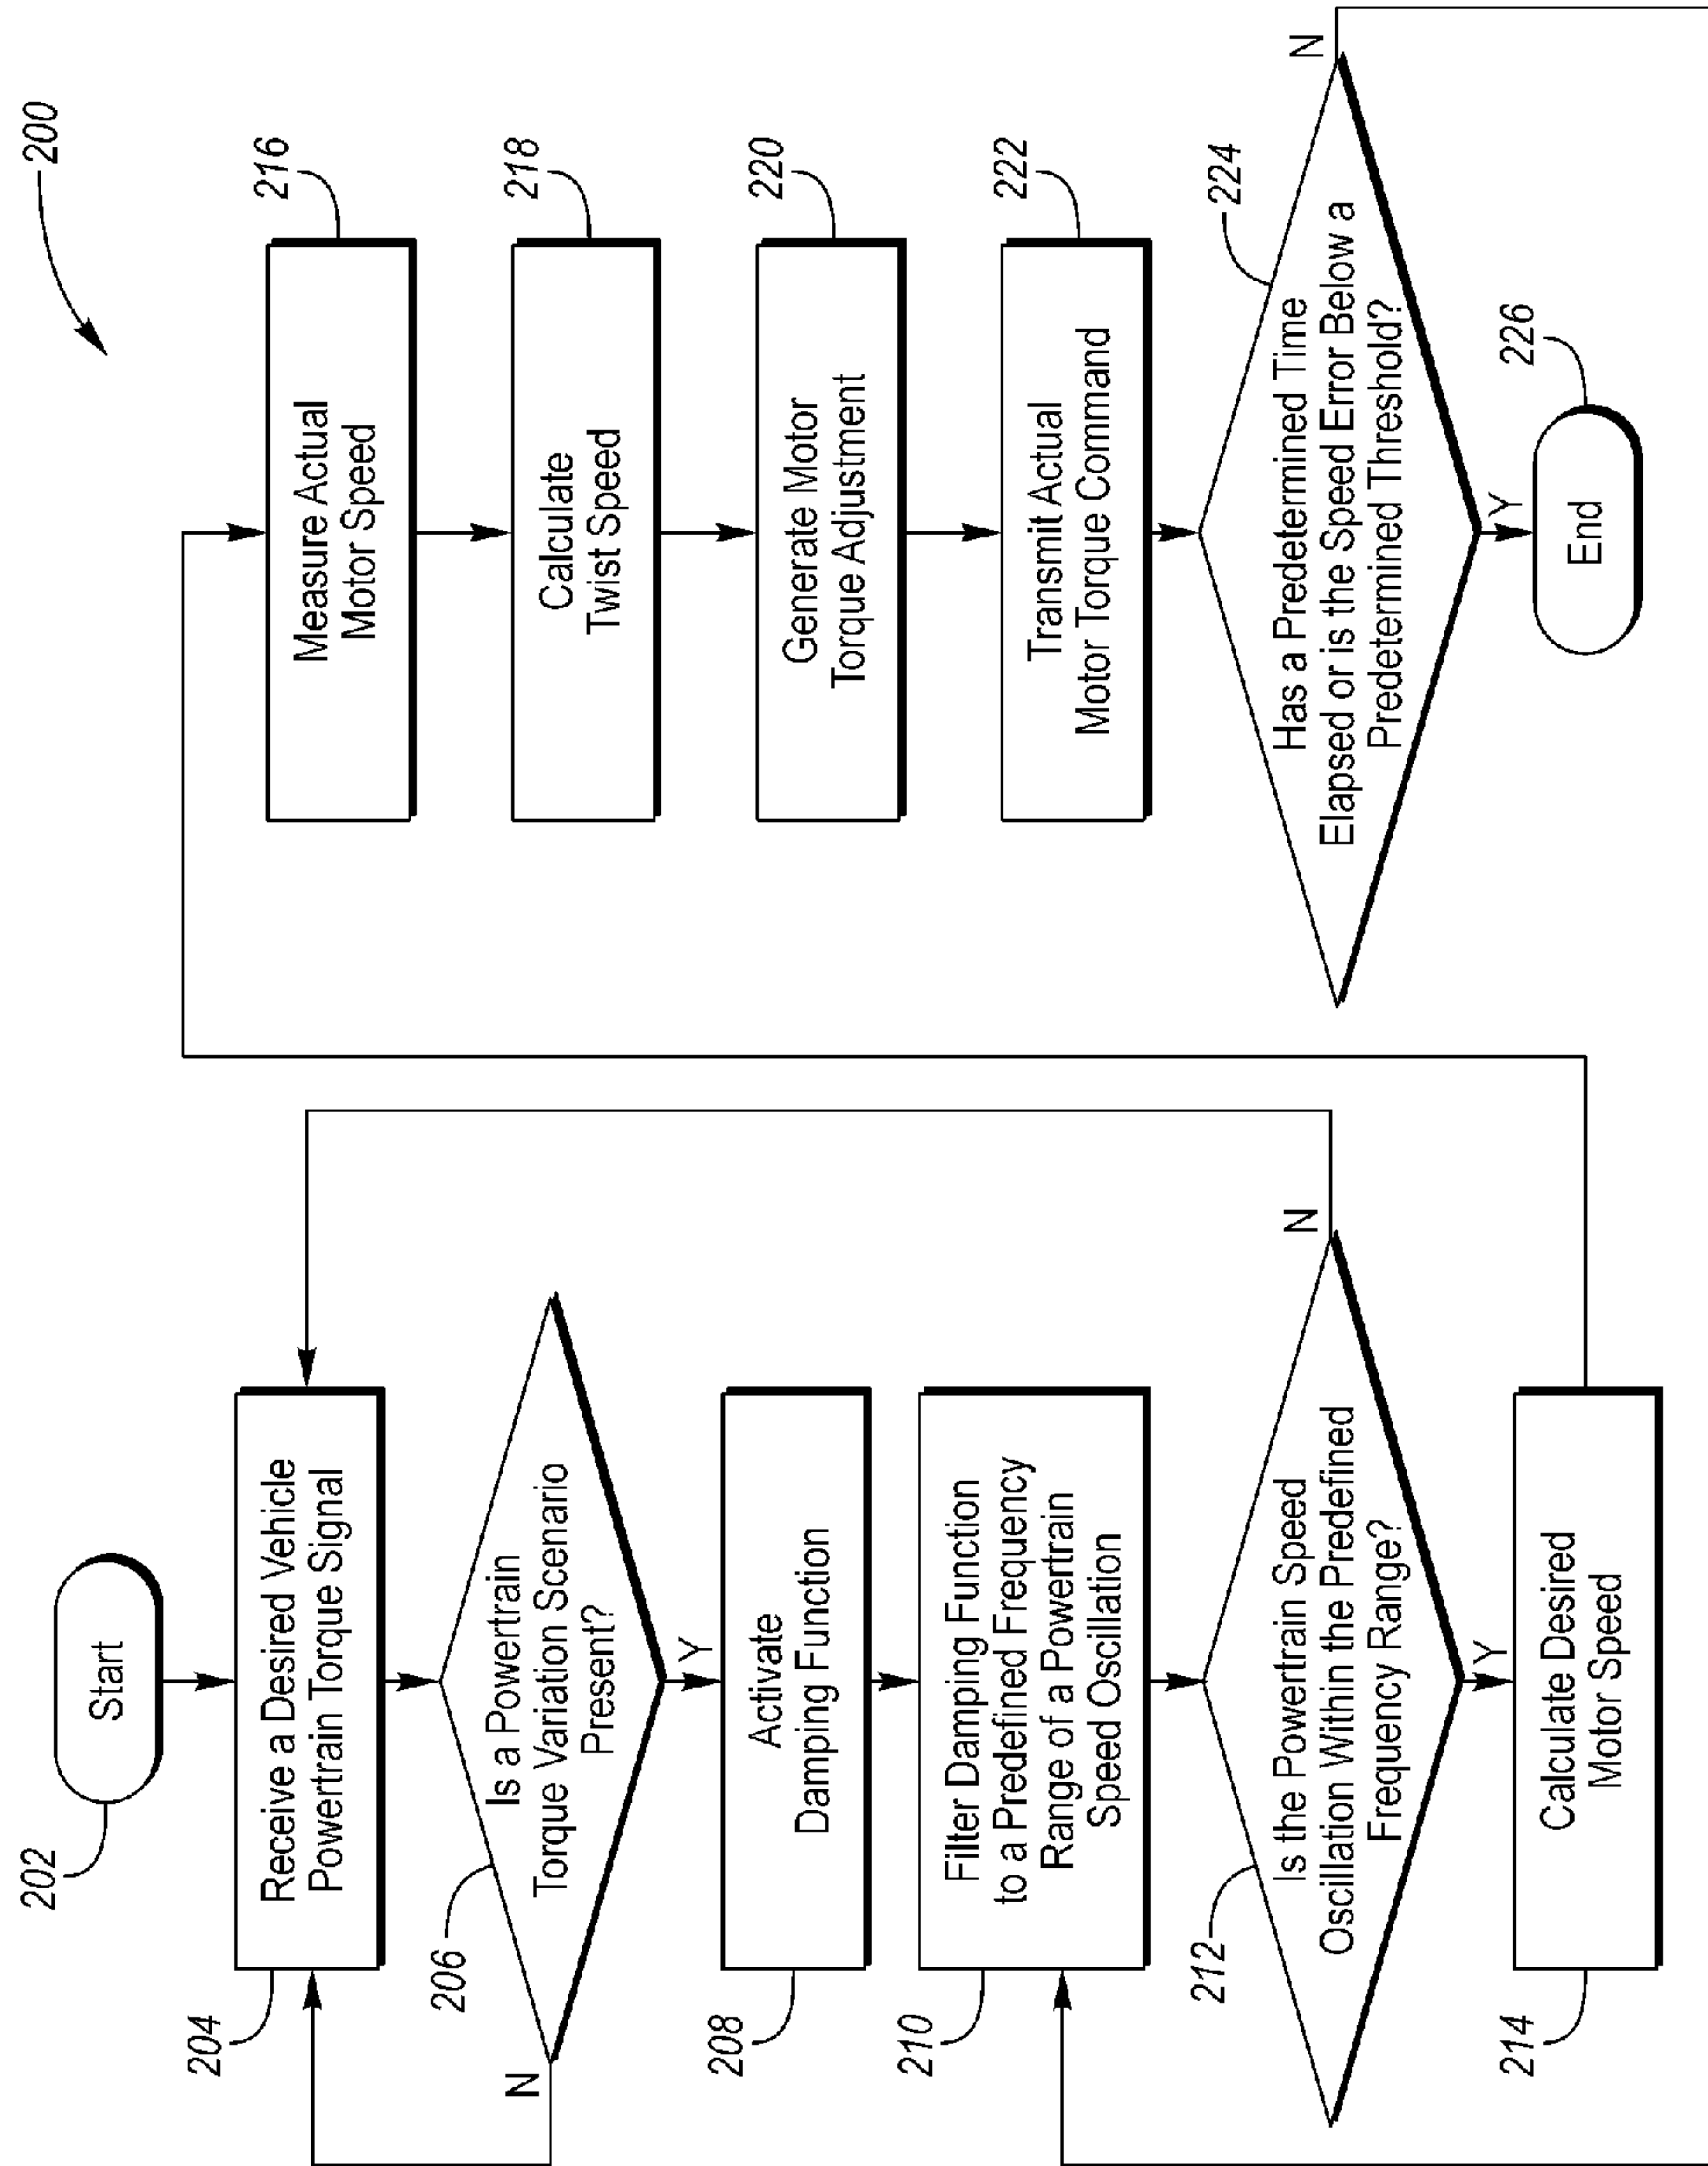 200
202
Start
204
Receive a Desired Vehicle
Powertrain Torque Signal
206
Is a Powertrain
Torque Variation Scenario
Present?
N
Y
208
Activate
Damping Function
210
Filter Damping Function
to a Predefined Frequency
Range of a Powertrain
Speed Oscillation
212
Is the Powertrain Speed
Oscillation Within the Predefined
Frequency Range?
N
Y
214
Calculate Desired
Motor Speed
216
Measure Actual
Motor Speed
218
Calculate
Twist Speed
220
Generate Motor
Torque Adjustment
222
Transmit Actual
Motor Torque Command
224
Has a Predetermined Time
Elapsed or is the Speed Error Below a
Predetermined Threshold?
N
Y
226
End